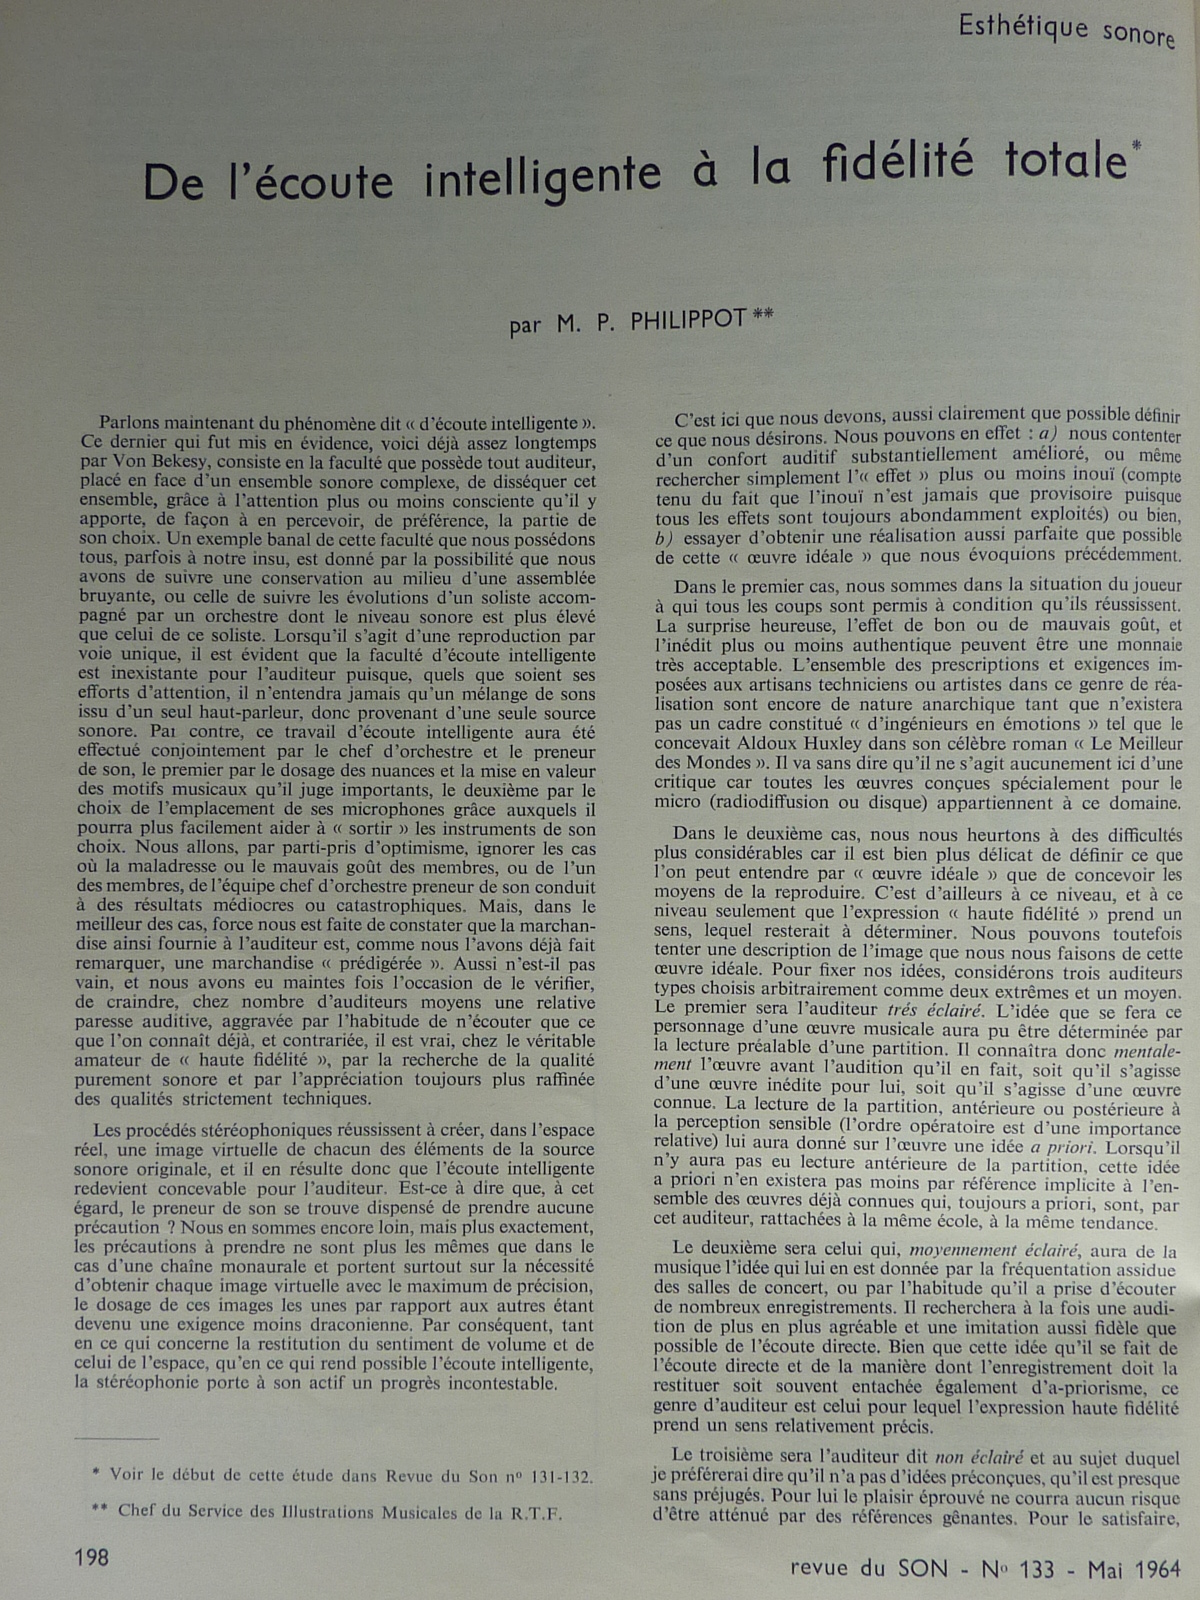 Esthétique sonore
De l'écoute intelligente à la fidélité totale*
par M. P. PHILIPPOT**
Parlons maintenant du phénomène dit « d'écoute intelligente ».
Ce dernier qui fut mis en évidence, voici déjà assez longtemps
par Von Bekesy, consiste en la faculté que possède tout auditeur,
placé en face d'un ensemble sonore complexe, de disséquer cet
ensemble, grâce à l'attention plus ou moins consciente qu'il y
apporte, de façon à en percevoir, de préférence, la partie de
son choix. Un exemple banal de cette faculté que nous possédons
tous, parfois à notre insu, est donné par la possibilité que nous
avons de suivre une conservation au milieu d'une assemblée
bruyante, ou celle de suivre les évolutions d'un soliste accom-
pagné par un orchestre dont le niveau sonore est plus élevé
que celui de ce soliste. Lorsqu'il s'agit d'une reproduction par
voie unique, il est évident que la faculté d'écoute intelligente
est inexistante pour l'auditeur puisque, quels que soient ses
efforts d'attention, il n'entendra jamais qu'un mélange de sons
issu d'un seul haut-parleur, donc provenant d'une seule source
sonore. Par contre, ce travail d'écoute intelligente aura été
effectué conjointement par le chef d'orchestre et le preneur
de son, le premier par le dosage des nuances et la mise en valeur
des motifs musicaux qu'il juge importants, le deuxième par le
choix de l'emplacement de ses microphones grâce auxquels il
pourra plus facilement aider à « sortir » les instruments de son
choix. Nous allons, par parti-pris d'optimisme, ignorer les cas
où la maladresse ou le mauvais goût des membres, ou de l'un
des membres, de l'équipe chef d'orchestre preneur de son conduit
à des résultats médiocres ou catastrophiques. Mais, dans le
meilleur des cas, force nous est faite de constater que la marchan-
dise ainsi fournie à l'auditeur est, comme nous l'avons déjà fait
remarquer, une marchandise « prédigérée ». Aussi n'est-il pas
vain, et nous avons eu maintes fois l'occasion de le vérifier,
de craindre, chez nombre d'auditeurs moyens une relative
paresse auditive, aggravée par l'habitude de n'écouter que ce
que l'on connaît déjà, et contrariée, il est vrai, chez le véritable
amateur de « haute fidélité », par la recherche de la qualité
purement sonore et par l'appréciation toujours plus raffinée
des qualités strictement techniques.
Les procédés stéréophoniques réussissent à créer, dans l'espace
réel, une image virtuelle de chacun des éléments de la source
sonore originale, et il en résulte donc que l'écoute intelligente
redevient concevable pour l'auditeur. Est-ce à dire que, à cet
égard, le preneur de son se trouve dispensé de prendre aucune
précaution ? Nous en sommes encore loin, mais plus exactement,
les précautions à prendre ne sont plus les mêmes que dans le
cas d'une chaîne monaurale et portent surtout sur la nécessité
d'obtenir chaque image virtuelle avec le maximum de précision,
le dosage de ces images les unes par rapport aux autres étant
devenu une exigence moins draconienne. Par conséquent, tant
en ce qui concerne la restitution du sentiment de volume et de
celui de l'espace, qu'en ce qui rend possible l'écoute intelligente,
la stéréophonie porte à son actif un progrès incontestable.
* Voir le début de cette étude dans Revue du Son nº 131-132.
** Chef du Service des Illustrations Musicales de la R.T.F.
198
C'est ici que nous devons, aussi clairement que possible définir
ce que nous désirons. Nous pouvons en effet : a) nous contenter
d'un confort auditif substantiellement amélioré, ou même
rechercher simplement l'« effet » plus ou moins inouï (compte
tenu du fait que l'inouï n'est jamais que provisoire puisque
tous les effets sont toujours abondamment exploités) ou bien,
b) essayer d'obtenir une réalisation aussi parfaite que possible
de cette « œuvre idéale » que nous évoquions précédemment.
Dans le premier cas, nous sommes dans la situation du joueur
à qui tous les coups sont permis à condition qu'ils réussissent.
La surprise heureuse, l'effet de bon ou de mauvais goût, et
l'inédit plus ou moins authentique peuvent être une monnaie
très acceptable. L'ensemble des prescriptions et exigences im-
posées aux artisans techniciens ou artistes dans ce genre de réa-
lisation sont encore de nature anarchique tant que n'existera
pas un cadre constitué « d'ingénieurs en émotions » tel que le
concevait Aldoux Huxley dans son célèbre roman « Le Meilleur
des Mondes ». Il va sans dire qu'il ne s'agit aucunement ici d'une
critique car toutes les œuvres conçues spécialement pour le
micro (radiodiffusion ou disque) appartiennent à ce domaine.
Dans le deuxième cas, nous nous heurtons à des difficultés
plus considérables car il est bien plus délicat de définir ce que
l'on peut entendre par « œuvre idéale » que de concevoir les
moyens de la reproduire. C'est d'ailleurs à ce niveau, et à ce
niveau seulement que l'expression « haute fidélité » prend un
sens, lequel resterait à déterminer. Nous pouvons toutefois
tenter une description de l'image que nous nous faisons de cette
œuvre idéale. Pour fixer nos idées, considérons trois auditeurs
types choisis arbitrairement comme deux extrêmes et un moyen.
Le premier sera l'auditeur trés éclairé. L'idée que se fera ce
personnage d'une œuvre musicale aura pu être déterminée par
la lecture préalable d'une partition. Il connaîtra donc mentale-
ment l'œuvre avant l'audition qu'il en fait, soit qu'il s'agisse
d'une œuvre inédite pour lui, soit qu'il s'agisse d'une œuvre
connue. La lecture de la partition, antérieure ou postérieure à
la perception sensible (l'ordre opératoire est d'une importance
relative) lui aura donné sur l'œuvre une idée a priori. Lorsqu'il
n'y aura pas eu lecture antérieure de la partition, cette idée
a priori n'en existera pas moins par référence implicite à l'en-
semble des œuvres déjà connues qui, toujours a priori, sont, par
cet auditeur, rattachées à la même école, à la même tendance.
Le deuxième sera celui qui, moyennement éclairé, aura de la
musique l'idée qui lui en est donnée par la fréquentation assidue
des salles de concert, ou par l'habitude qu'il a prise d'écouter
de nombreux enregistrements. Il recherchera à la fois une audi-
tion de plus en plus agréable et une imitation aussi fidèle que
possible de l'écoute directe. Bien que cette idée qu'il se fait de
l'écoute directe et de la manière dont l'enregistrement doit la
restituer soit souvent entachée également d'a-priorisme, ce
genre d'auditeur est celui pour lequel l'expression haute fidélité
prend un sens relativement précis.
Le troisième sera l'auditeur dit non éclairé et au sujet duquel
je préférerai dire qu'il n'a pas d'idées préconçues, qu'il est presque
sans préjugés. Pour lui le plaisir éprouvé ne courra aucun risque
d'être atténué par des références gênantes. Pour le satisfaire,
revue du SON - Nº 133 - Mai 1964